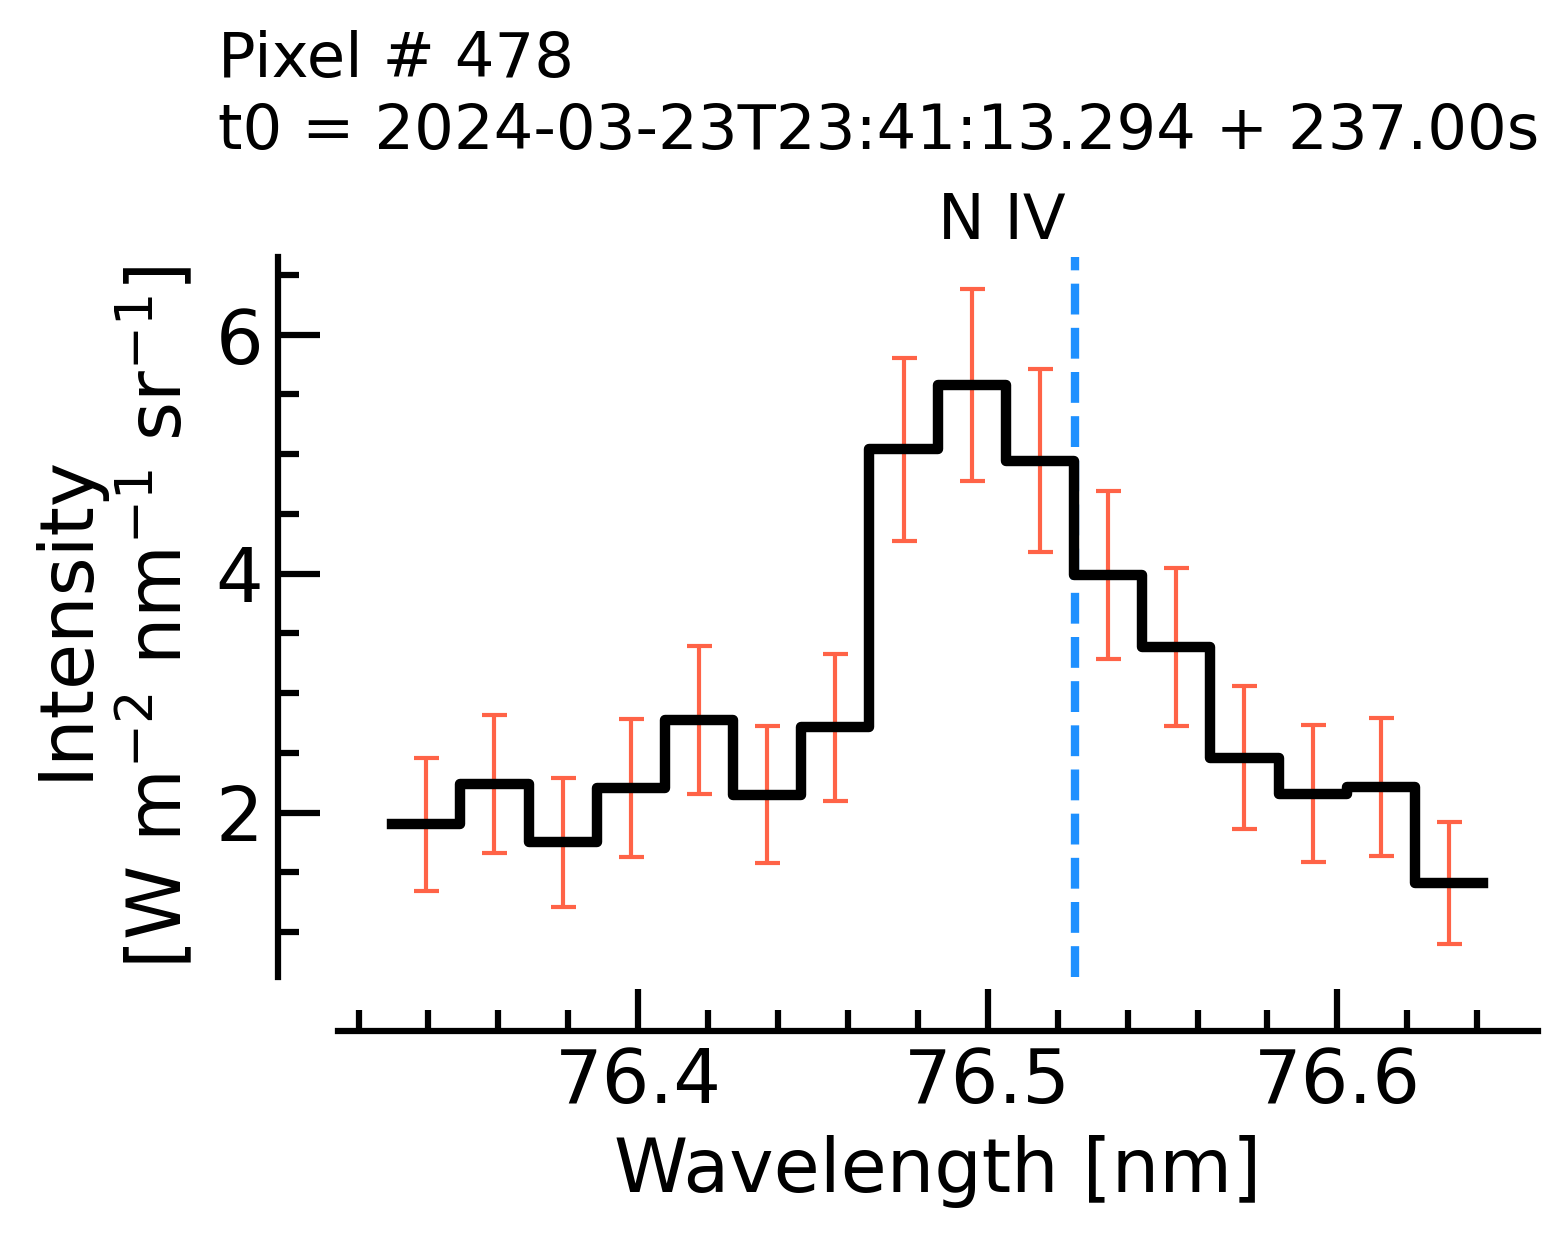 Pixel # 478
t0 = 2024-03-23T23:41:13.294 + 237.00s
N IV
Intensity
[W m⁻² nm⁻¹ sr⁻¹]
6
4
2
76.4 76.5 76.6
Wavelength [nm]